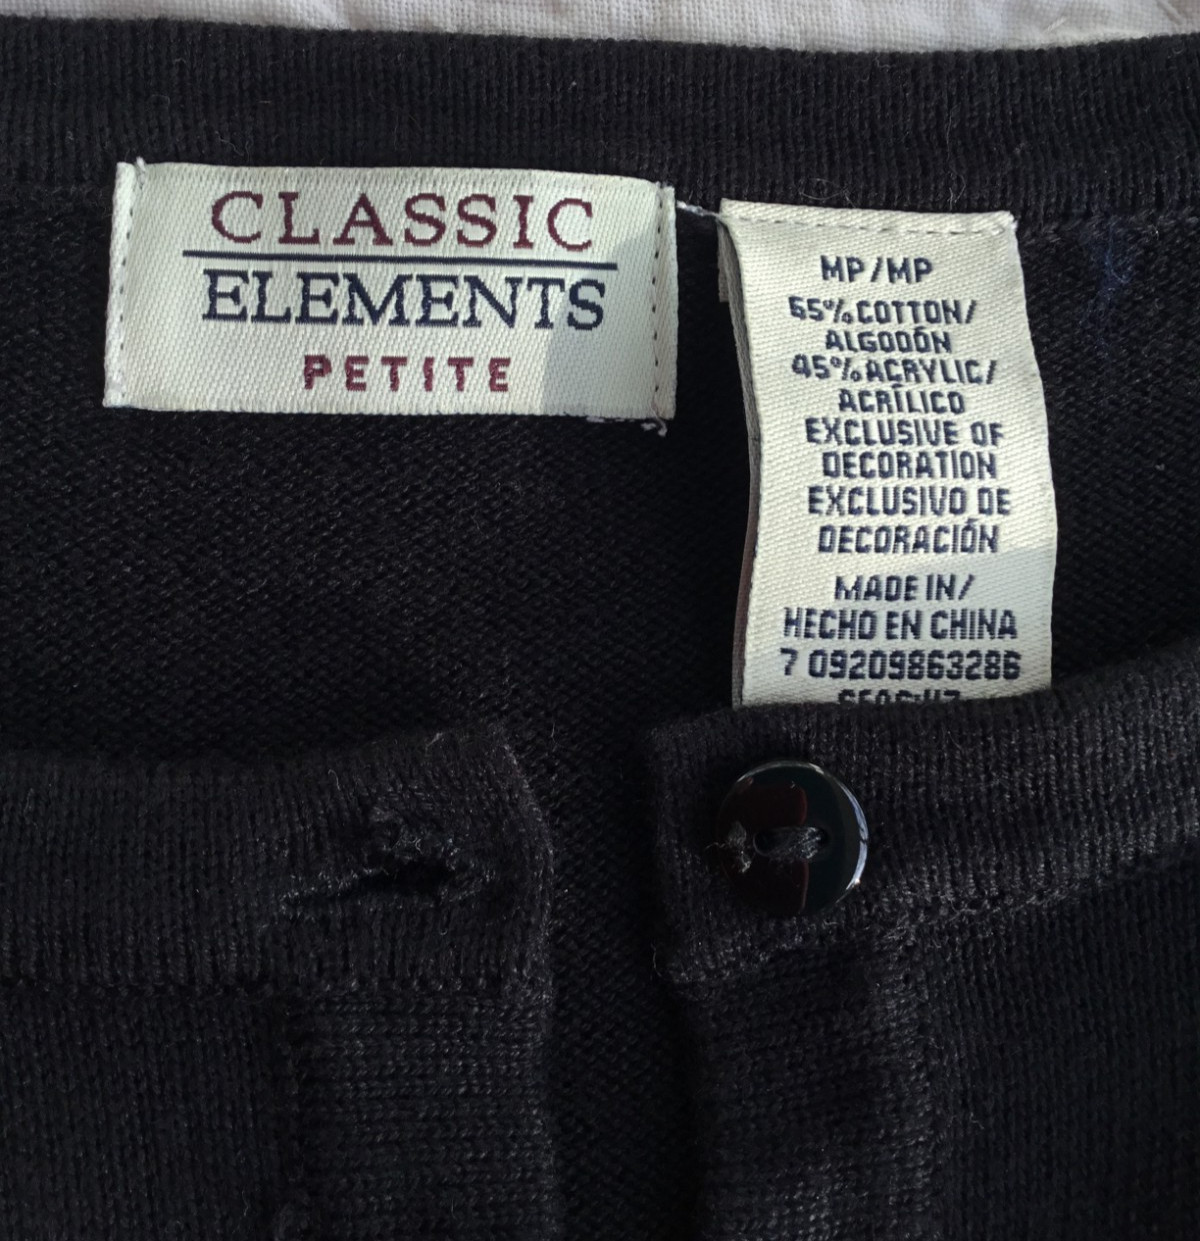 CLASSIC
ELEMENTS
PETITE
MP/MP
55% COTTON/
ALGODÓN
45% ACRYLIC/
ACRÍLICO
EXCLUSIVE OF
DECORATION
EXCLUSIVO DE
DECORACIÓN
MADE IN/
HECHO EN CHINA
7 09209863286